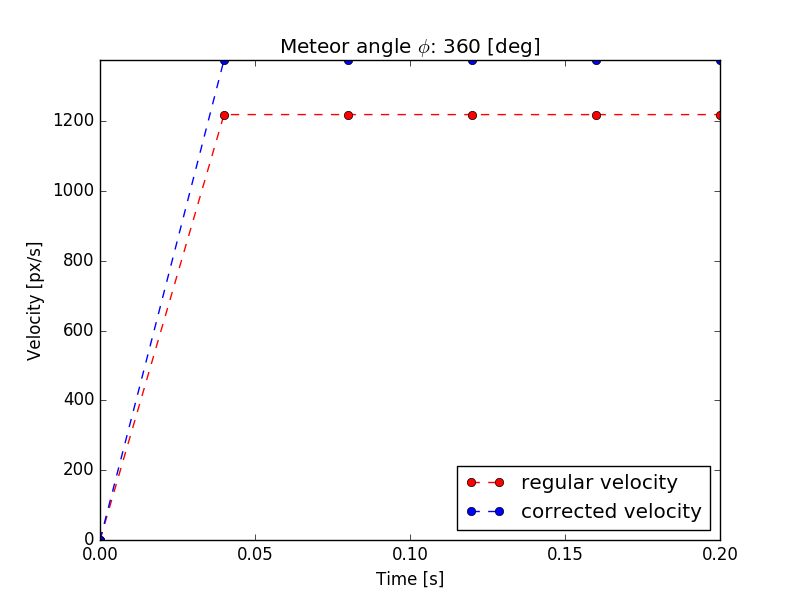 Meteor angle ϕ: 360 [deg]
Velocity [px/s]
1200
1000
800
600
400
200
0
regular velocity
corrected velocity
0.00 0.05 0.10 0.15 0.20
Time [s]